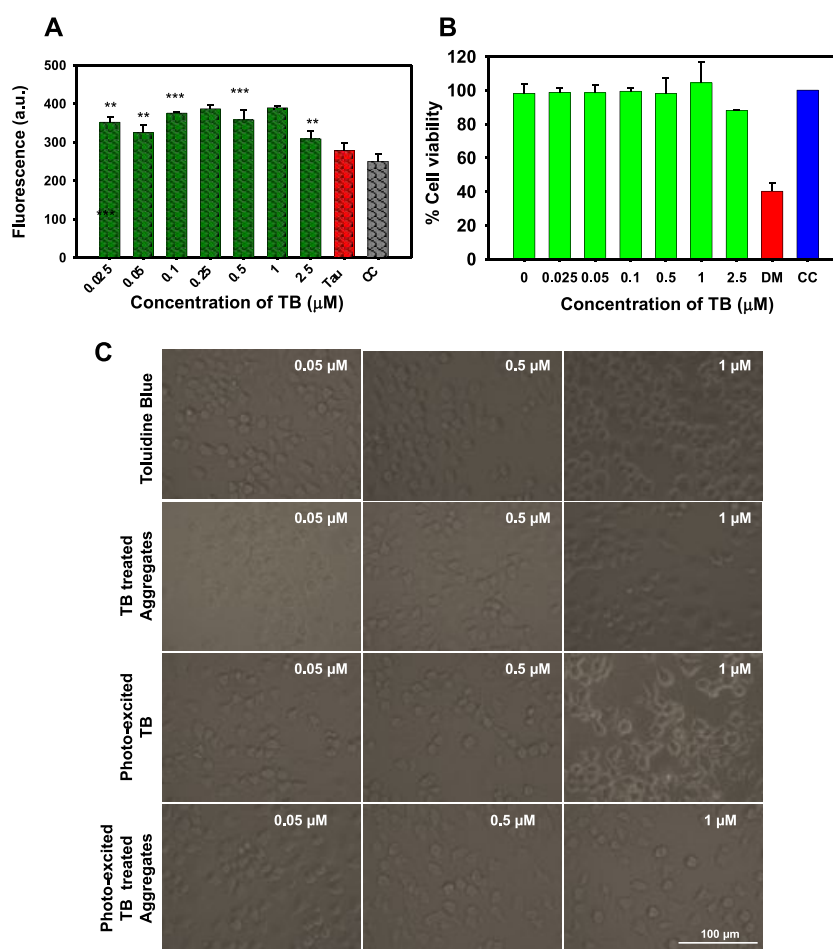 A
Fluorescence (a.u.)
500
400
300
200
100
0
**
**
***
***
**
***
0.025
0.05
0.1
0.25
0.5
1
2.5
Tau
CC
Concentration of TB (μM)
B
% Cell viability
120
100
80
60
40
20
0
0 0.025 0.05 0.1 0.5 1 2.5 DM CC
Concentration of TB (μM)
C
Toluidine Blue
0.05 μM
0.5 μM
1 μM
TB treated
Aggregates
0.05 μM
0.5 μM
1 μM
Photo-excited
TB
0.05 μM
0.5 μM
1 μM
Photo-excited
TB treated
Aggregates
0.05 μM
0.5 μM
1 μM
100 μm